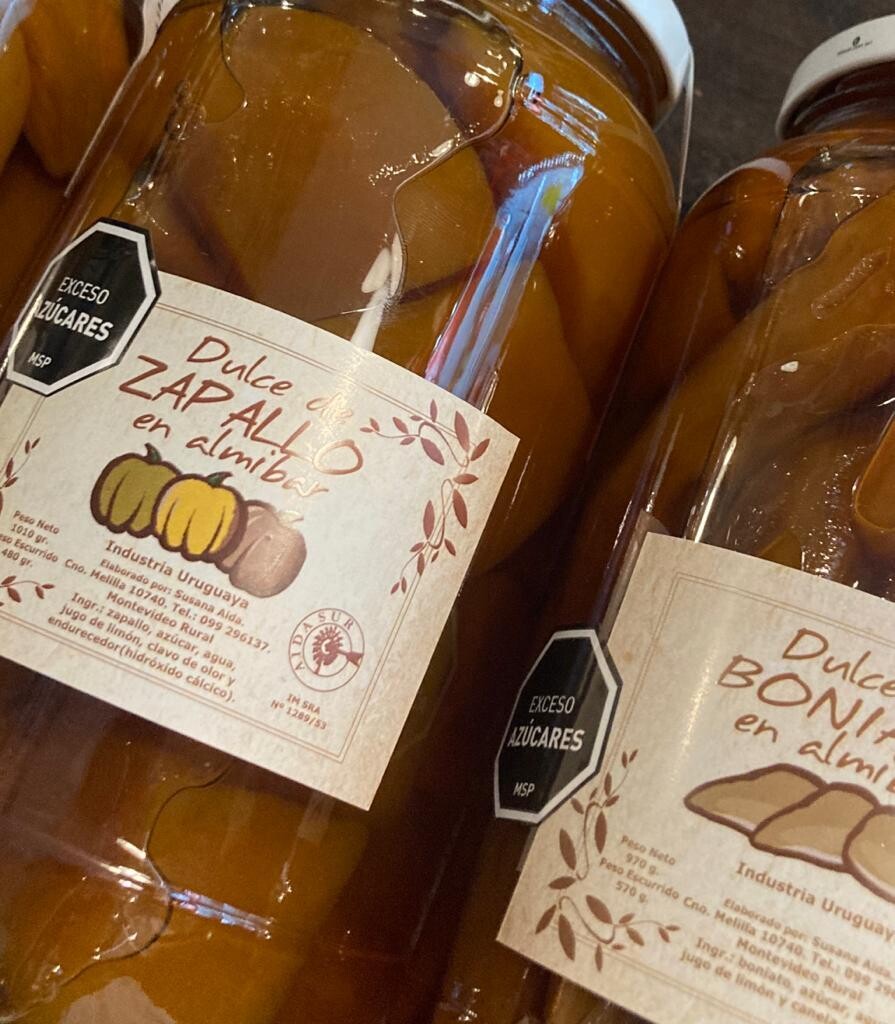 EXCESO
AZÚCARES
MSP
Dulce de
ZAPALLO
en almibar
Peso Neto
1010 gr.
Peso Escurrido
480 gr.
Industria Uruguaya
Elaborado por: Susana Aida.
Cno. Melilla 10740. Tel.: 099 296137.
Montevideo Rural
Ingr.: zapallo, azúcar, agua,
jugo de limón, clavo de olor y
endurecedor(hidróxido cálcico).
AIDASUR
IM SRA
Nº 1289/53
EXCESO
AZÚCARES
MSP
Dulce
BONIA
en almib
Peso Neto
970 g.
Peso Escurrido
570 g.
Industria Uruguay
Elaborado por: Susana Aida
Cno. Melilla 10740. Tel.: 099 29
Montevideo Rural
Ingr.: boniato, azúcar,
jugo de limón y canela